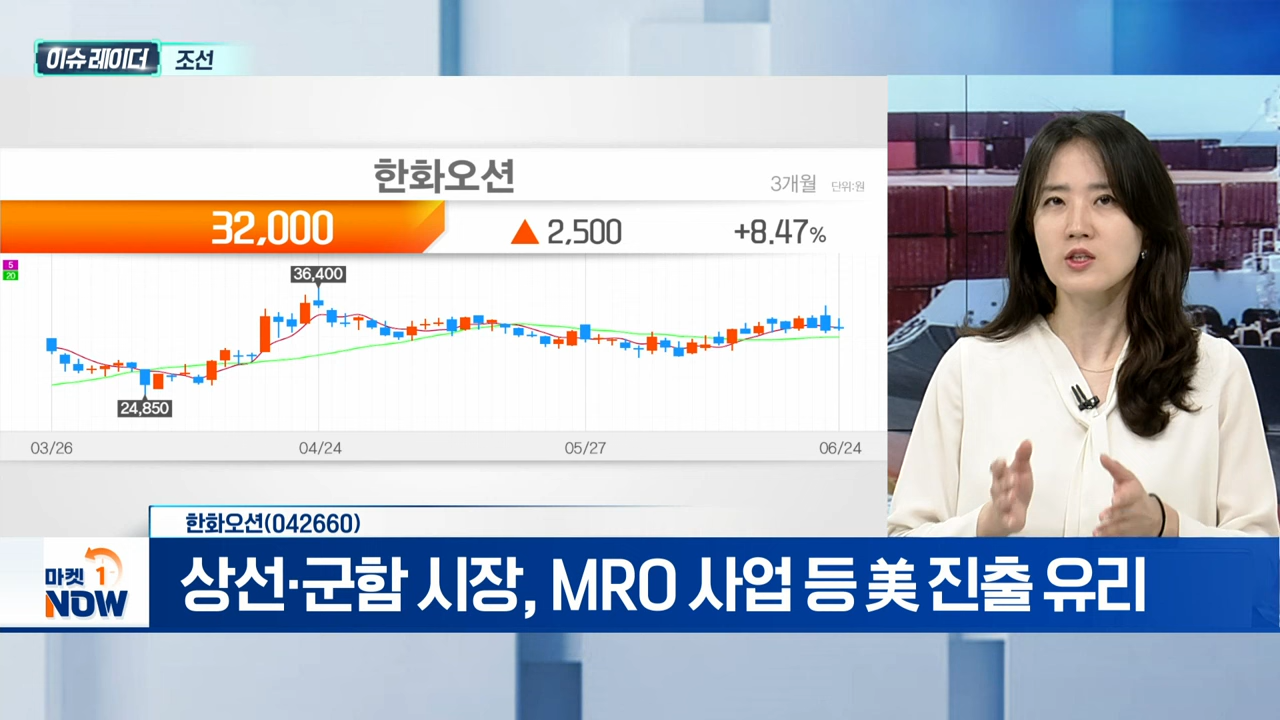 이슈 레이더 조선
한화오션
3개월 단위:원
32,000 ▲ 2,500 +8.47%
5
20
36,400
24,850
03/26 04/24 05/27 06/24
한화오션(042660)
마켓 1
NOW
상선·군함 시장, MRO 사업 등 美 진출 유리